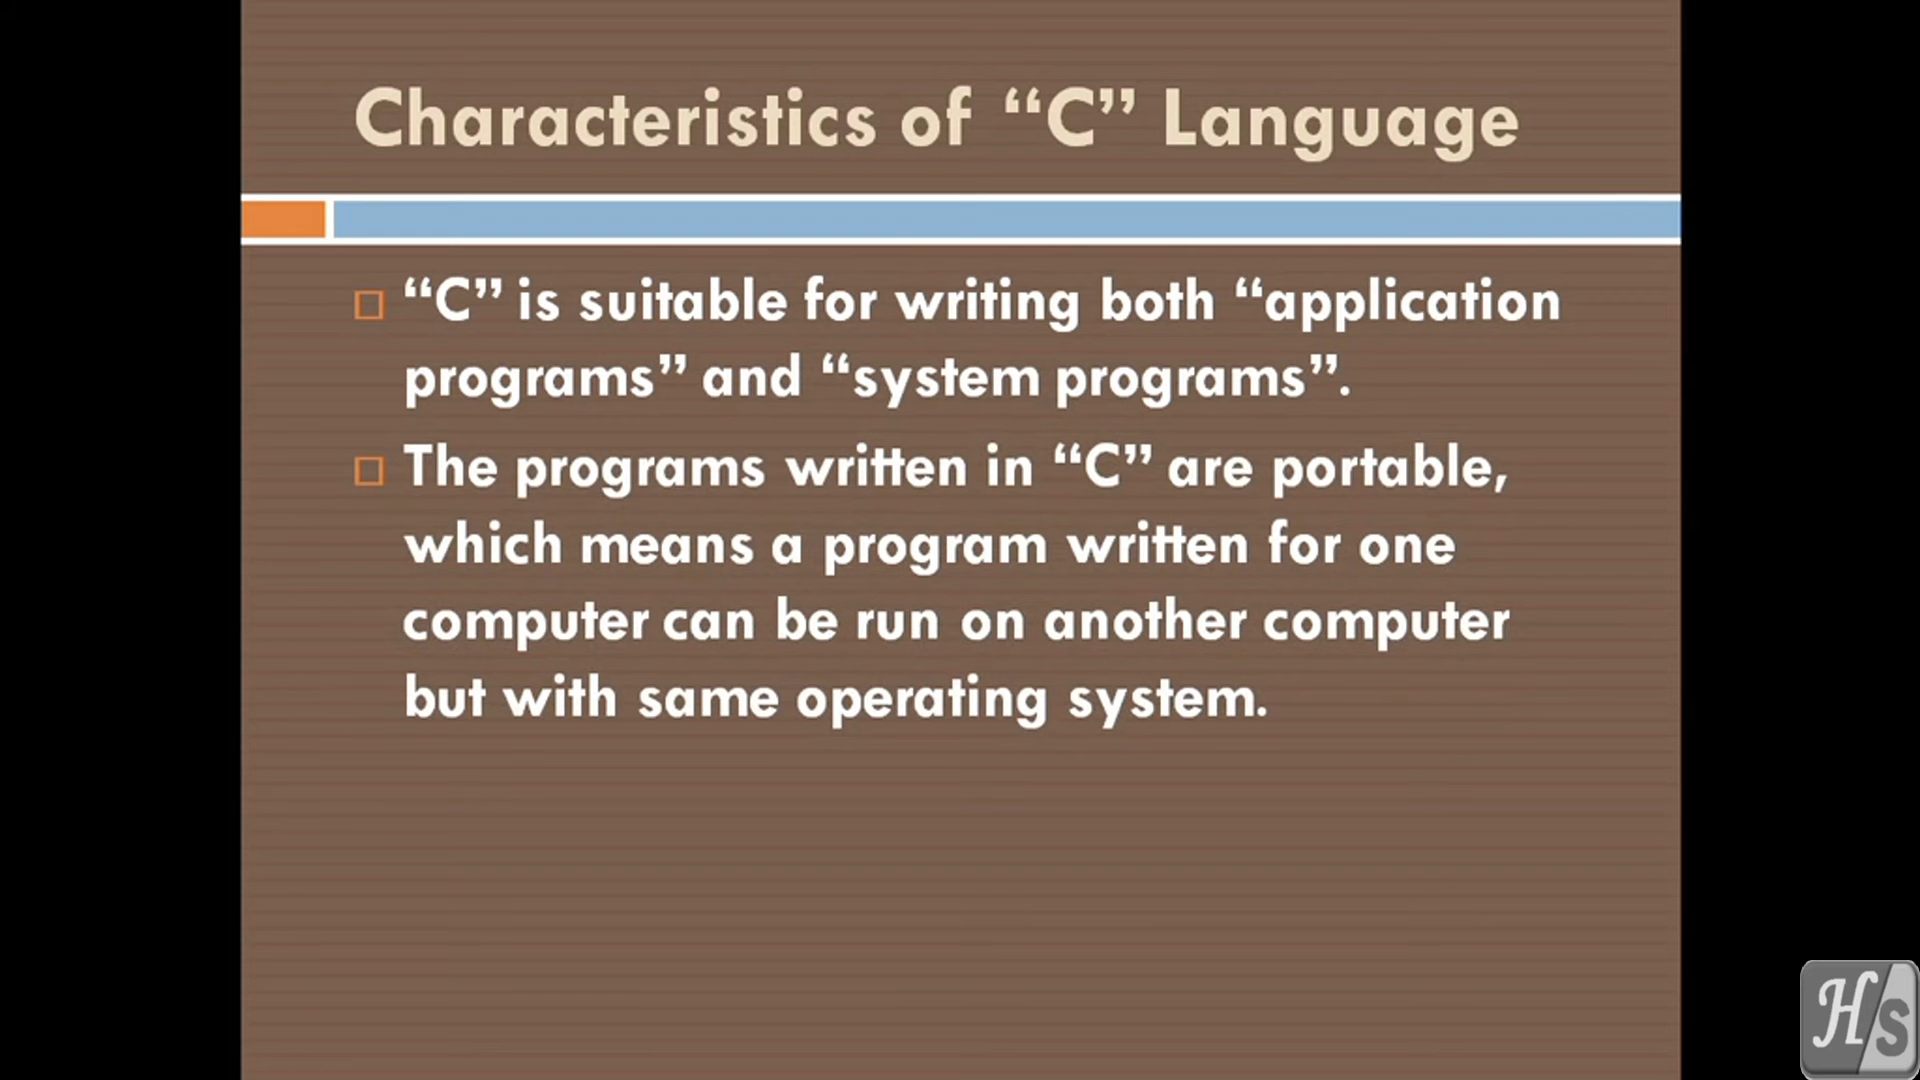 Characteristics of “C” Language
“C” is suitable for writing both “application
programs” and “system programs”.
The programs written in “C” are portable,
which means a program written for one
computer can be run on another computer
but with same operating system.
Hs